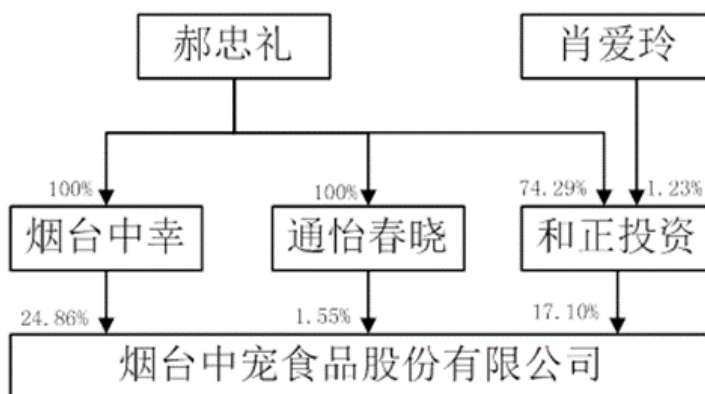 郝忠礼
肖爱玲
100%
100%
74.29%
1.23%
烟台中幸
通怡春晓
和正投资
24.86%
1.55%
17.10%
烟台中宠食品股份有限公司